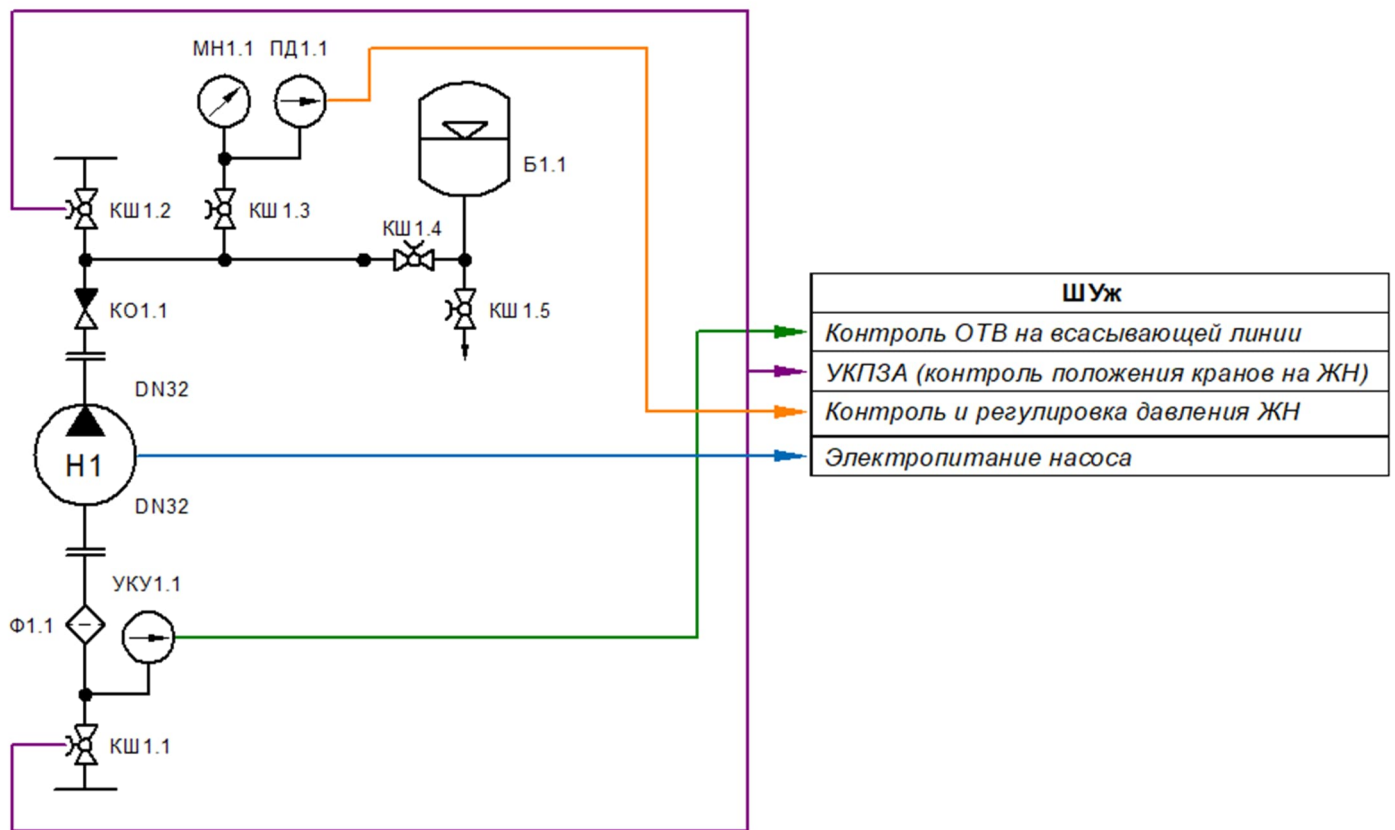 МН1.1 ПД1.1
Б1.1
КШ1.2 КШ1.3
КШ1.4
КО1.1 КШ1.5
ШУж
Контроль ОТВ на всасывающей линии
УКПЗА (контроль положения кранов на ЖН)
Контроль и регулировка давления ЖН
Электропитание насоса
DN32
Н1
DN32
УКУ1.1
Ф1.1
КШ1.1